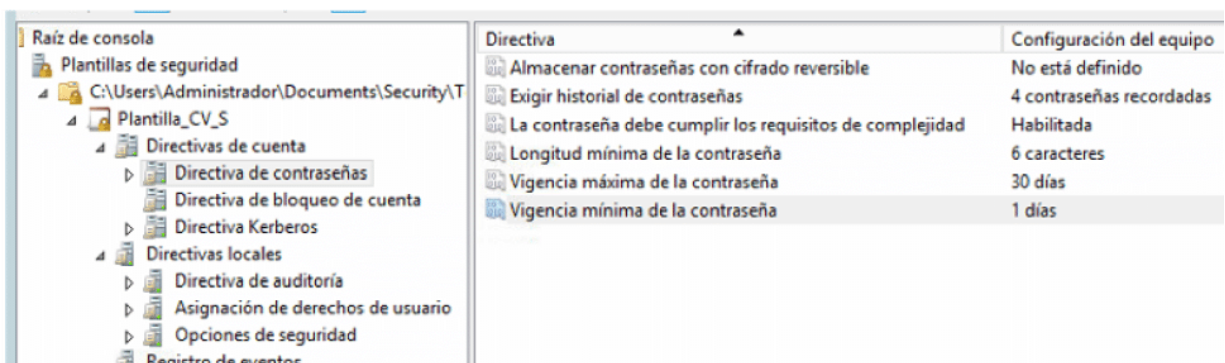 Raíz de consola
Plantillas de seguridad
C:\Users\Administrador\Documents\Security\T
Plantilla_CV_S
Directivas de cuenta
Directiva de contraseñas
Directiva de bloqueo de cuenta
Directiva Kerberos
Directivas locales
Directiva de auditoría
Asignación de derechos de usuario
Opciones de seguridad
Registro de eventos
Directiva Configuración del equipo
Almacenar contraseñas con cifrado reversible No está definido
Exigir historial de contraseñas 4 contraseñas recordadas
La contraseña debe cumplir los requisitos de complejidad Habilitada
Longitud mínima de la contraseña 6 caracteres
Vigencia máxima de la contraseña 30 días
Vigencia mínima de la contraseña 1 días